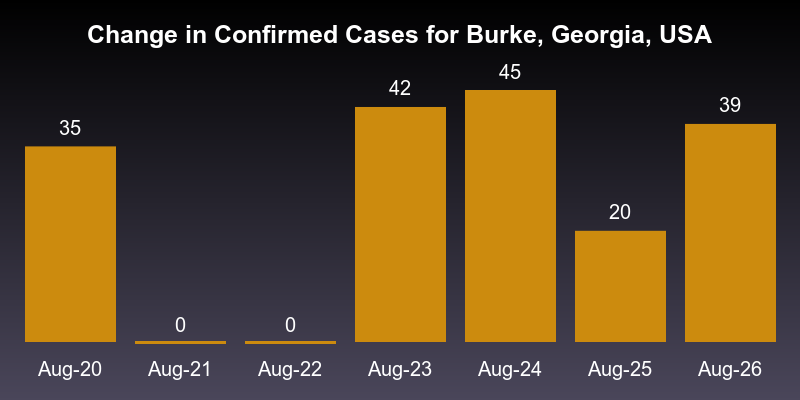 Change in Confirmed Cases for Burke, Georgia, USA
35
0
0
42
45
20
39
Aug-20
Aug-21
Aug-22
Aug-23
Aug-24
Aug-25
Aug-26